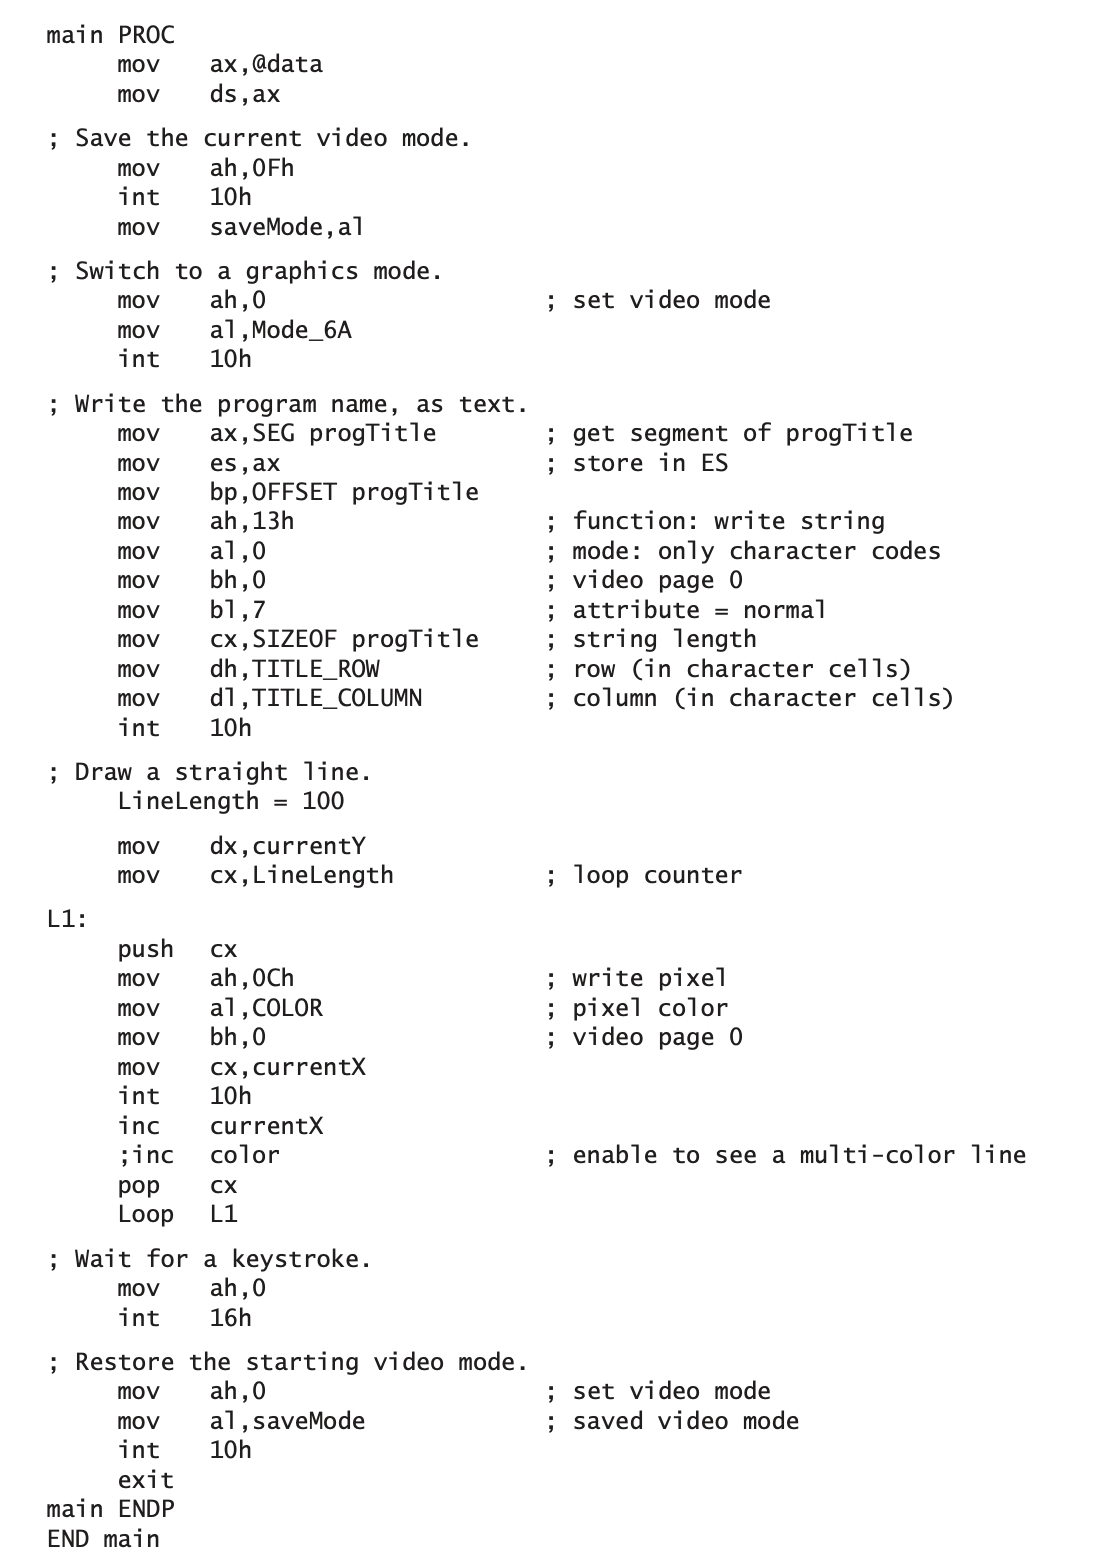 main PROC
mov ax,@data
mov ds,ax
; Save the current video mode.
mov ah,0Fh
int 10h
mov saveMode,al
; Switch to a graphics mode.
mov ah,0 ; set video mode
mov al,Mode_6A
int 10h
; Write the program name, as text.
mov ax,SEG progTitle ; get segment of progTitle
mov es,ax ; store in ES
mov bp,OFFSET progTitle
mov ah,13h ; function: write string
mov al,0 ; mode: only character codes
mov bh,0 ; video page 0
mov bl,7 ; attribute = normal
mov cx,SIZEOF progTitle ; string length
mov dh,TITLE_ROW ; row (in character cells)
mov dl,TITLE_COLUMN ; column (in character cells)
int 10h
; Draw a straight line.
LineLength = 100
mov dx,currentY
mov cx,LineLength ; loop counter
L1:
push cx
mov ah,0Ch ; write pixel
mov al,COLOR ; pixel color
mov bh,0 ; video page 0
mov cx,currentX
int 10h
inc currentX
;inc color ; enable to see a multi-color line
pop cx
Loop L1
; Wait for a keystroke.
mov ah,0
int 16h
; Restore the starting video mode.
mov ah,0 ; set video mode
mov al,saveMode ; saved video mode
int 10h
exit
main ENDP
END main